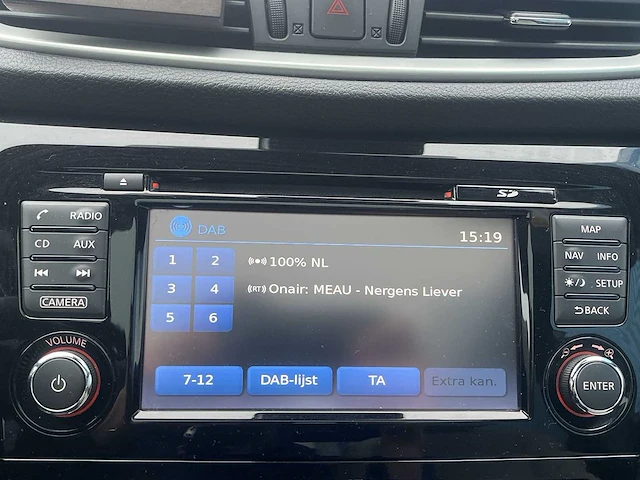 SD
RADIO
CD AUX
CAMERA
VOLUME
DAB
15:19
1 2
3 4
5 6
100% NL
(RT) Onair: MEAU - Nergens Liever
7-12
DAB-lijst
TA
Extra kan.
MAP
NAV INFO
SETUP
BACK
ENTER